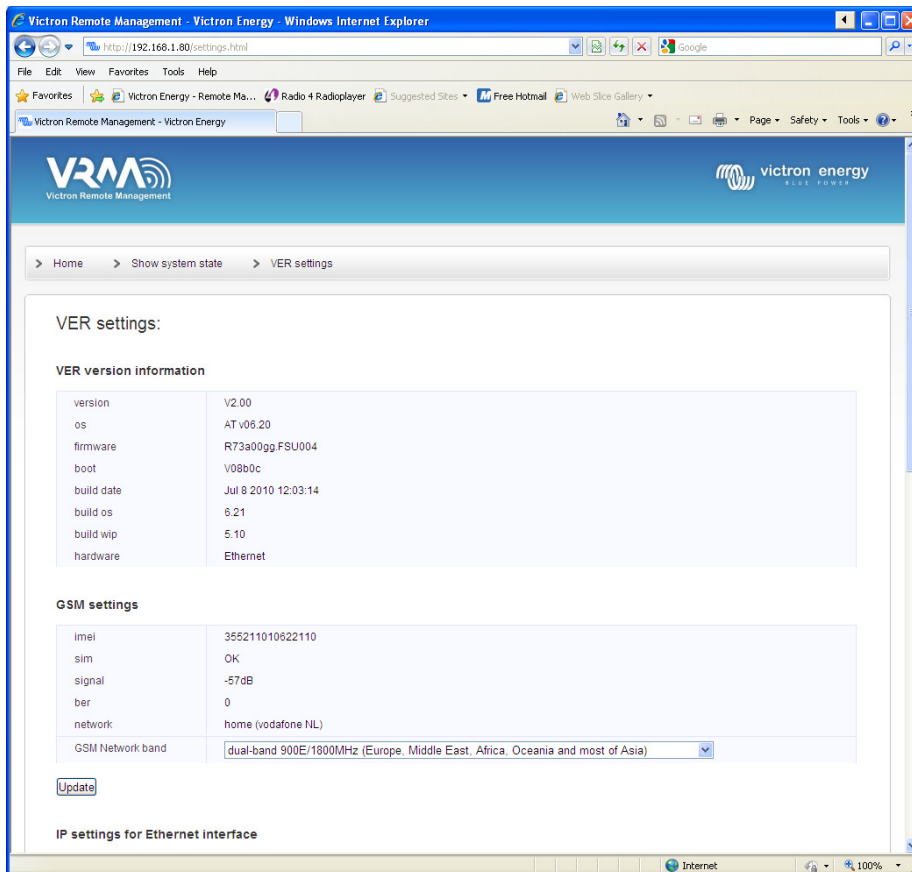 Victron Remote Management - Victron Energy - Windows Internet Explorer
http://192.168.1.80/settings.html
Google
File Edit View Favorites Tools Help
Favorites Victron Energy - Remote Ma... Radio 4 Radioplayer Suggested Sites Free Hotmail Web Slice Gallery
Victron Remote Management - Victron Energy
Page Safety Tools
VRM
Victron Remote Management
victron energy
BLUE POWER
Home Show system state VER settings
VER settings:
VER version information
version V2.00
os AT v06.20
firmware R73a00gg.FSU004
boot V08b0c
build date Jul 8 2010 12:03:14
build os 6.21
build wip 5.10
hardware Ethernet
GSM settings
imei 355211010622110
sim OK
signal -57dB
ber 0
network home (vodafone NL)
GSM Network band dual-band 900E/1800MHz (Europe, Middle East, Africa, Oceania and most of Asia)
Update
IP settings for Ethernet interface
Internet 100%